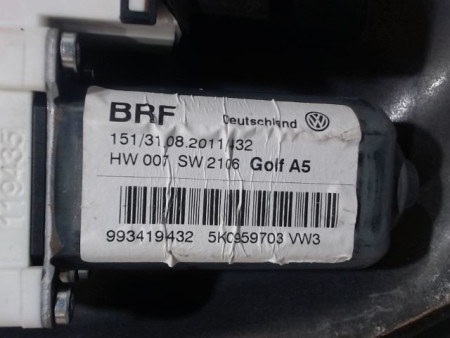 BRF Deutschland
151/31.08.2011/432
HW 007 SW 2106 Golf A5
993419432 5K0959703 VW3
119435